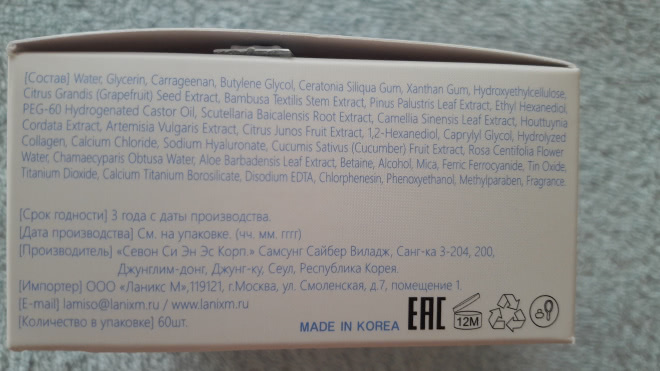 [Состав] Water, Glycerin, Carrageenan, Butylene Glycol, Ceratonia Siliqua Gum, Xanthan Gum, Hydroxyethylcellulose,
Citrus Grandis (Grapefruit) Seed Extract, Bambusa Textilis Stem Extract, Pinus Palustris Leaf Extract, Ethyl Hexanediol,
PEG-60 Hydrogenated Castor Oil, Scutellaria Baicalensis Root Extract, Camellia Sinensis Leaf Extract, Houttuynia
Cordata Extract, Artemisia Vulgaris Extract, Citrus Junos Fruit Extract, 1,2-Hexanediol, Caprylyl Glycol, Hydrolyzed
Collagen, Calcium Chloride, Sodium Hyaluronate, Cucumis Sativus (Cucumber) Fruit Extract, Rosa Centifolia Flower
Water, Chamaecyparis Obtusa Water, Aloe Barbadensis Leaf Extract, Betaine, Alcohol, Mica, Ferric Ferrocyanide, Tin Oxide,
Titanium Dioxide, Calcium Titanium Borosilicate, Disodium EDTA, Chlorphenesin, Phenoxyethanol, Methylparaben, Fragrance.
[Срок годности] 3 года с даты производства.
[Дата производства] См. на упаковке. (чч. мм. гггг)
[Производитель] «Севон Си Эн Эс Корп.» Самсунг Сайбер Виладж, Санг-ка 3-204, 200,
Джунглим-донг, Джунг-ку, Сеул, Республика Корея.
[Импортер] ООО «Ланикс М»,119121, г.Москва, ул. Смоленская, д.7, помещение 1.
[E-mail] lamiso@lanixm.ru / www.lanixm.ru
[Количество в упаковке] 60шт.
MADE IN KOREA EAC 12M